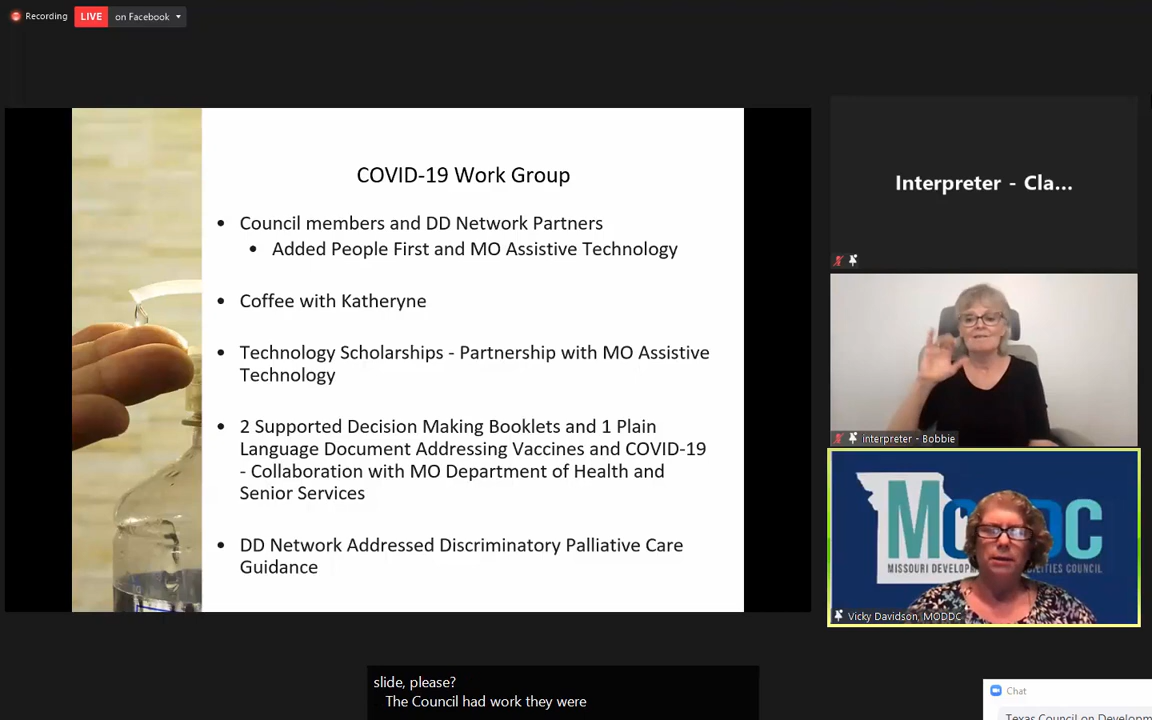 Recording
LIVE
on Facebook
COVID-19 Work Group
• Council members and DD Network Partners
• Added People First and MO Assistive Technology
• Coffee with Katheryne
• Technology Scholarships - Partnership with MO Assistive
Technology
• 2 Supported Decision Making Booklets and 1 Plain
Language Document Addressing Vaccines and COVID-19
- Collaboration with MO Department of Health and
Senior Services
• DD Network Addressed Discriminatory Palliative Care
Guidance
Interpreter - Cla...
interpreter - Bobbie
MODDC
MISSOURI
Vicky Davidson, MODDC
slide, please?
The Council had work they were
Chat
Texas Council on